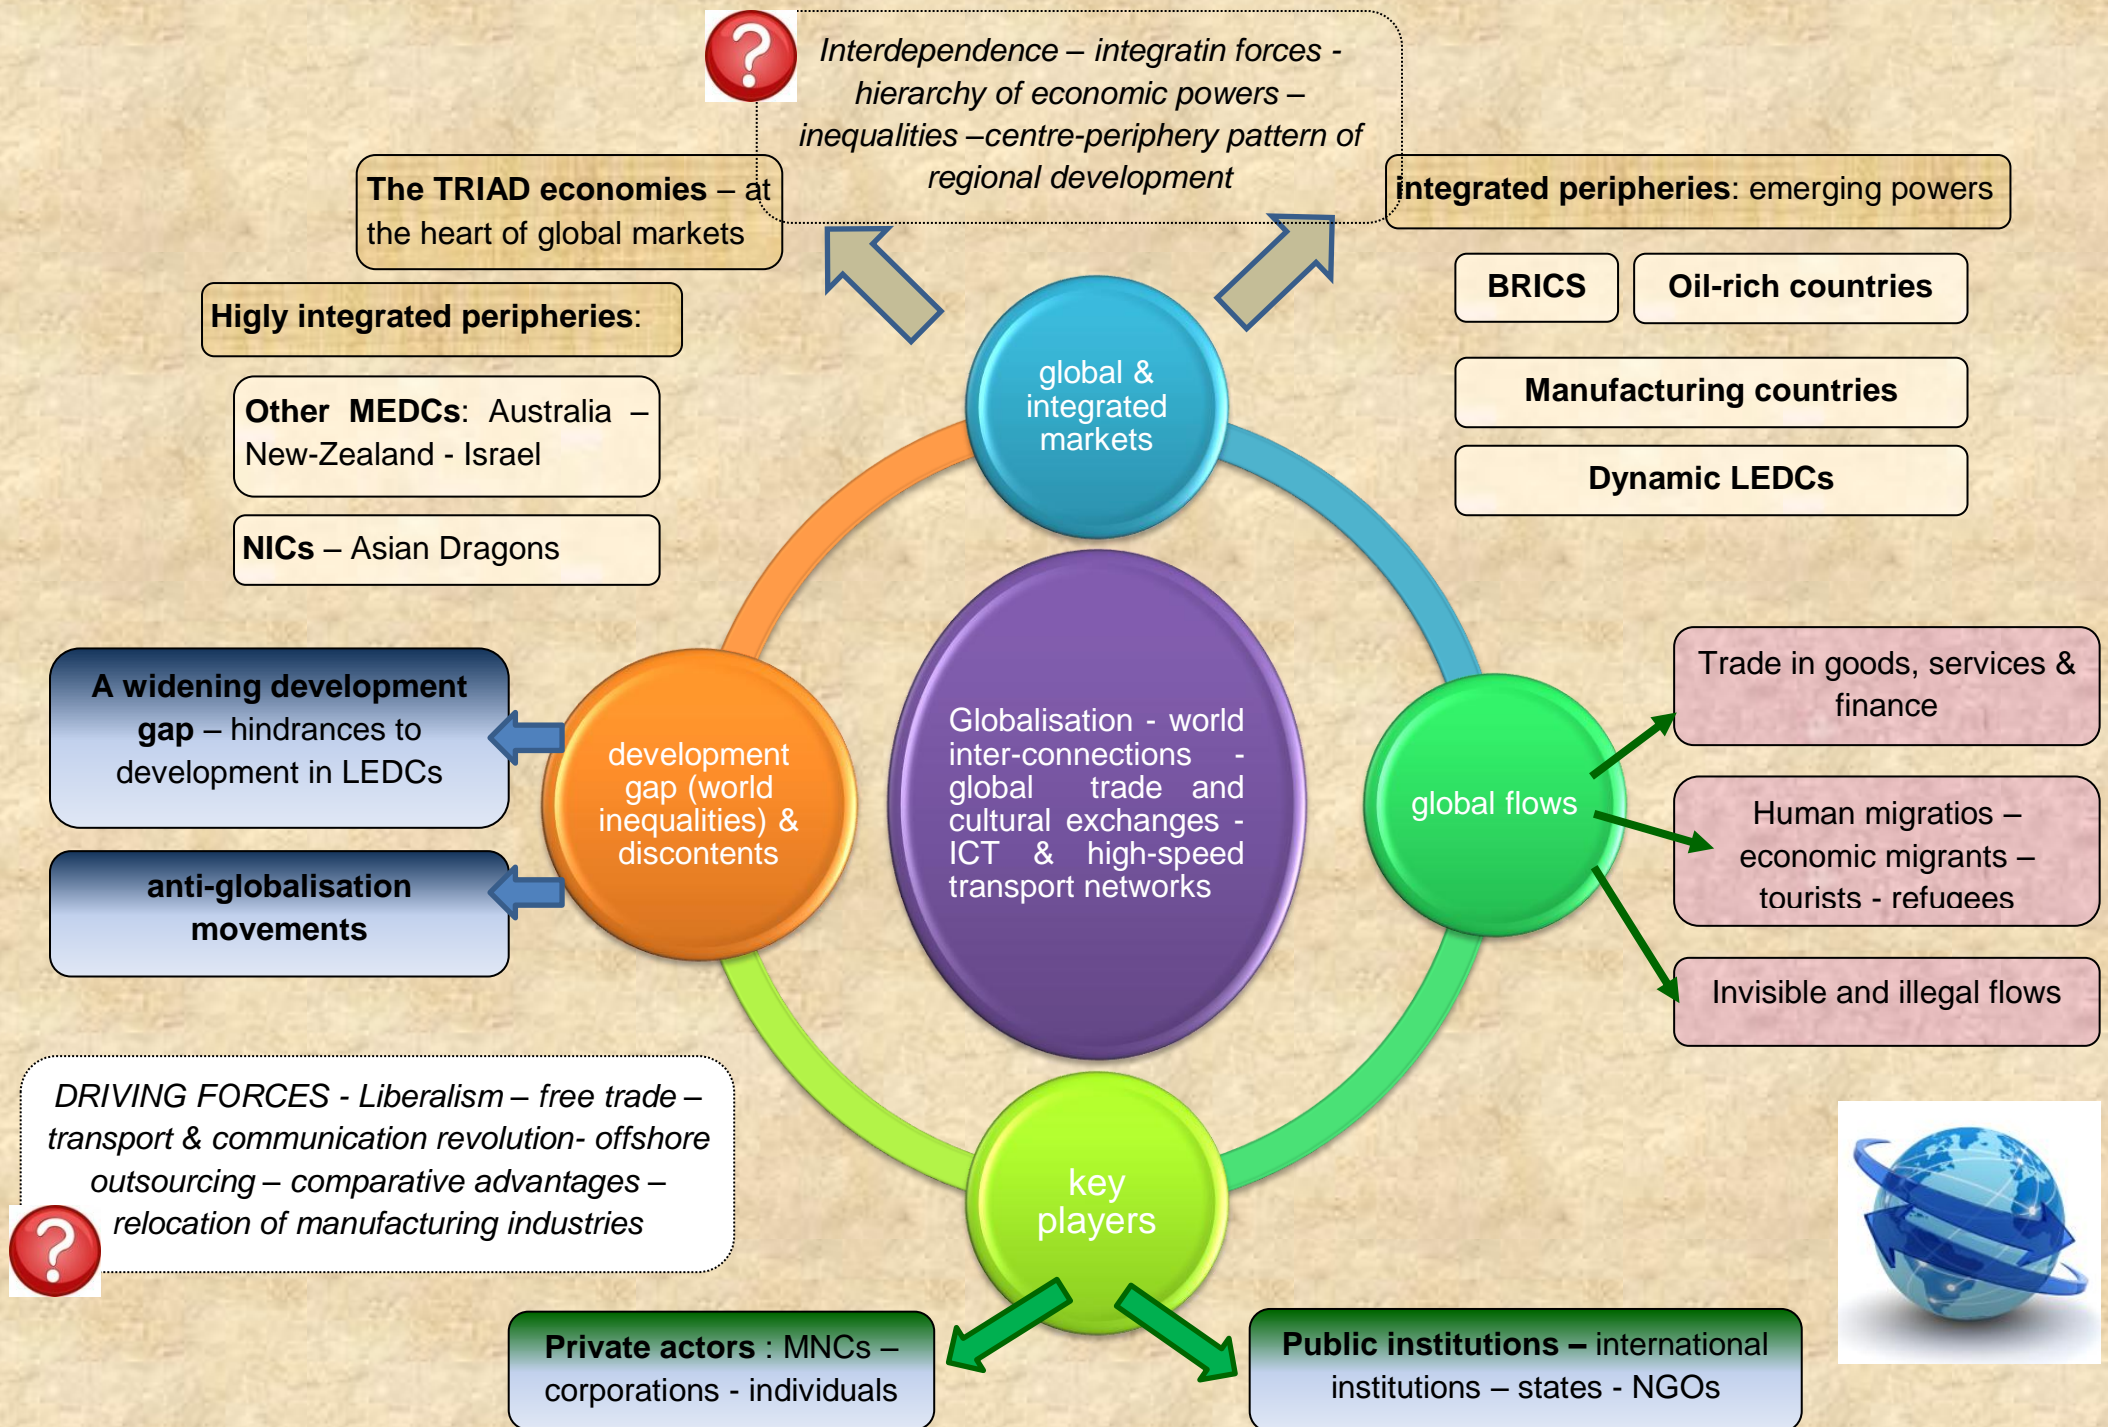 ?
Interdependence – integratin forces -
hierarchy of economic powers –
inequalities –centre-periphery pattern of
regional development
The TRIAD economies – at
the heart of global markets
integrated peripheries: emerging powers
Higly integrated peripheries:
BRICS
Oil-rich countries
Other MEDCs: Australia –
New-Zealand - Israel
Manufacturing countries
Dynamic LEDCs
NICs – Asian Dragons
global &
integrated
markets
A widening development
gap – hindrances to
development in LEDCs
anti-globalisation
movements
development
gap (world
inequalities) &
discontents
Globalisation - world
inter-connections -
global trade and
cultural exchanges -
ICT & high-speed
transport networks
global flows
Trade in goods, services &
finance
Human migratios –
economic migrants –
tourists - refugees
Invisible and illegal flows
DRIVING FORCES - Liberalism – free trade –
transport & communication revolution- offshore
outsourcing – comparative advantages –
relocation of manufacturing industries
?
key
players
Private actors : MNCs –
corporations - individuals
Public institutions – international
institutions – states - NGOs